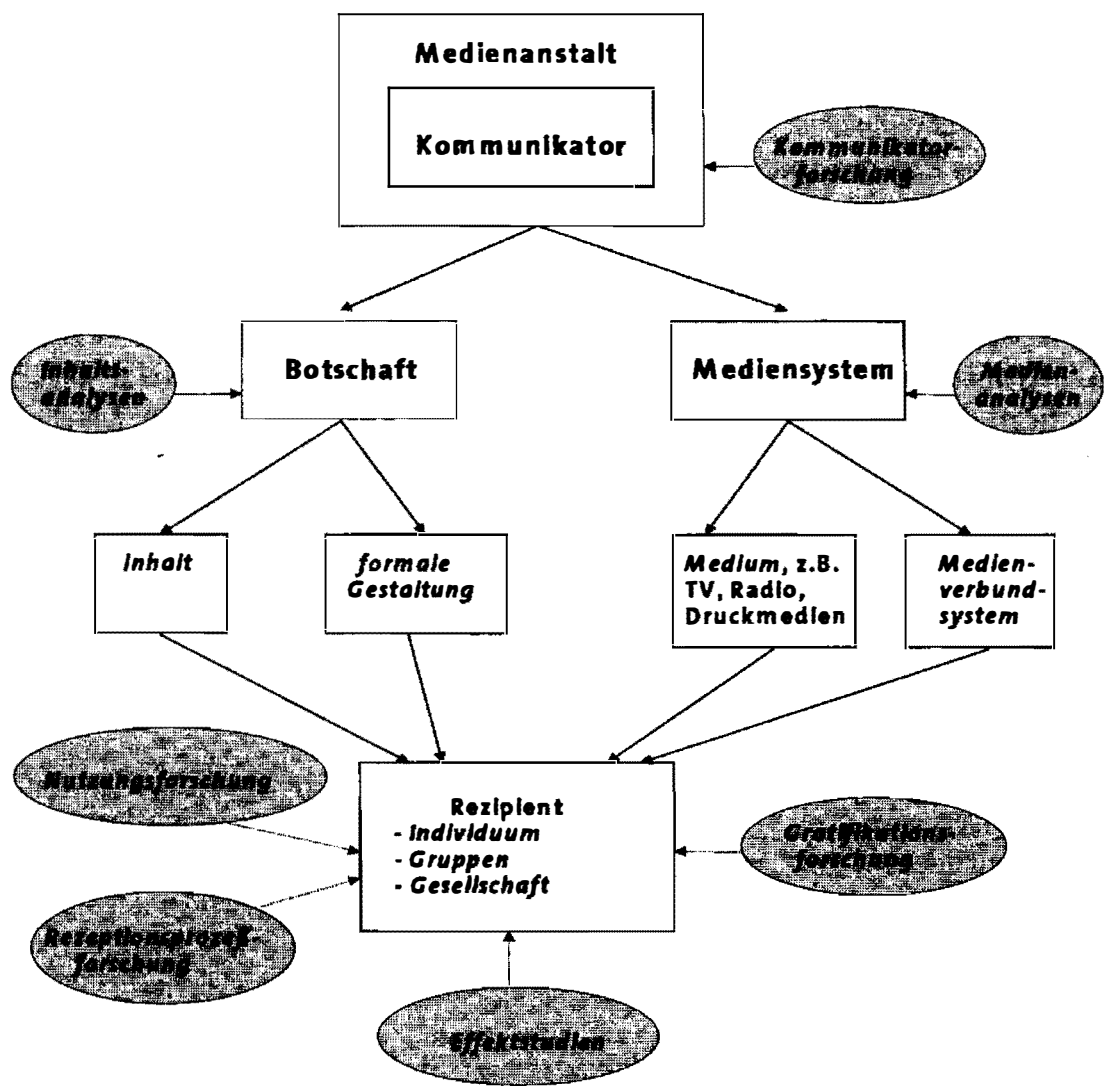 Medienanstalt
Kommunikator
Kommunikator-
forschung
Botschaft
Mediensystem
Inhalts-
analysen
Medien-
analysen
Inhalt
formale
Gestaltung
Medium, z.B.
TV, Radio,
Druckmedien
Medien-
verbund-
system
Nutzungsforschung
Rezipient
- Individuum
- Gruppen
- Gesellschaft
Gratifikations-
forschung
Rezeptionsprozeß-
forschung
Effektstudien